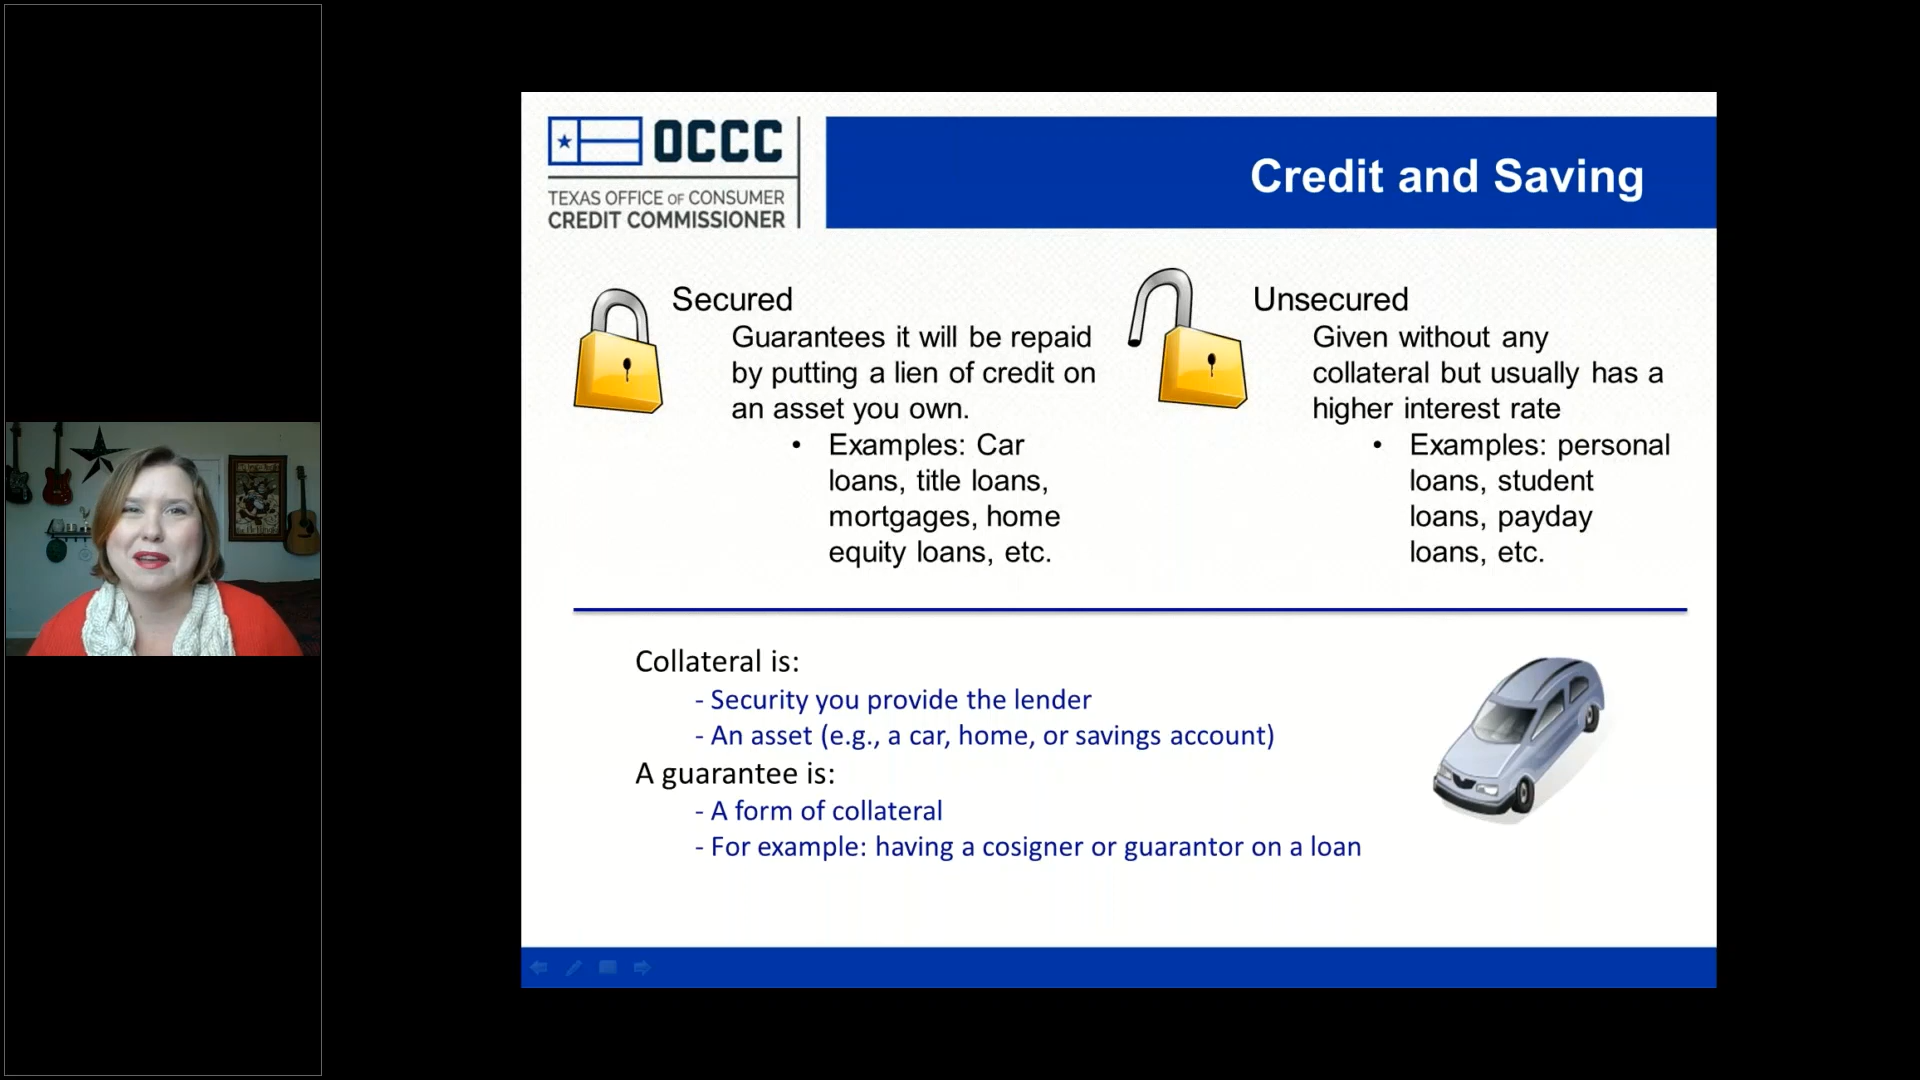 OCCC
TEXAS OFFICE OF CONSUMER
CREDIT COMMISSIONER
Credit and Saving
Secured
Guarantees it will be repaid
by putting a lien of credit on
an asset you own.
• Examples: Car
loans, title loans,
mortgages, home
equity loans, etc.
Unsecured
Given without any
collateral but usually has a
higher interest rate
• Examples: personal
loans, student
loans, payday
loans, etc.
Collateral is:
- Security you provide the lender
- An asset (e.g., a car, home, or savings account)
A guarantee is:
- A form of collateral
- For example: having a cosigner or guarantor on a loan